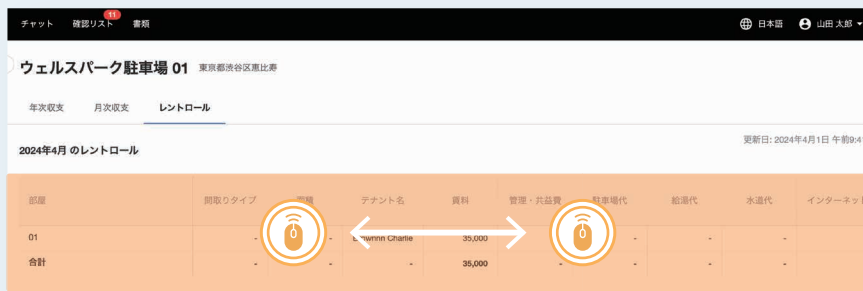 チャット 確認リスト 11 書類 日本語 山田 太郎
ウェルスパーク駐車場 01 東京都渋谷区恵比寿
年次収支 月次収支 レントロール
2024年4月 のレントロール 更新日: 2024年4月1日 午前9:41
部屋 間取りタイプ 面積 テナント名 賃料 管理・共益費 駐車場代 給湯代 水道代 インターネット
01 - - Charlie 35,000 - - - -
合計 - - - 35,000 - - - -